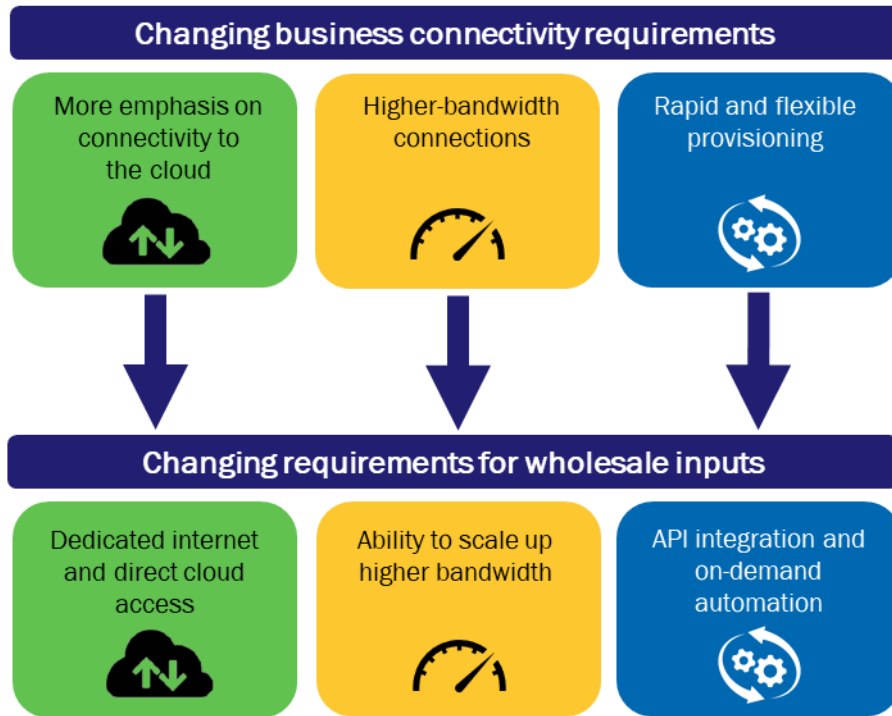 Changing business connectivity requirements
More emphasis on
connectivity to
the cloud
Higher-bandwidth
connections
Rapid and flexible
provisioning
Changing requirements for wholesale inputs
Dedicated internet
and direct cloud
access
Ability to scale up
higher bandwidth
API integration and
on-demand
automation